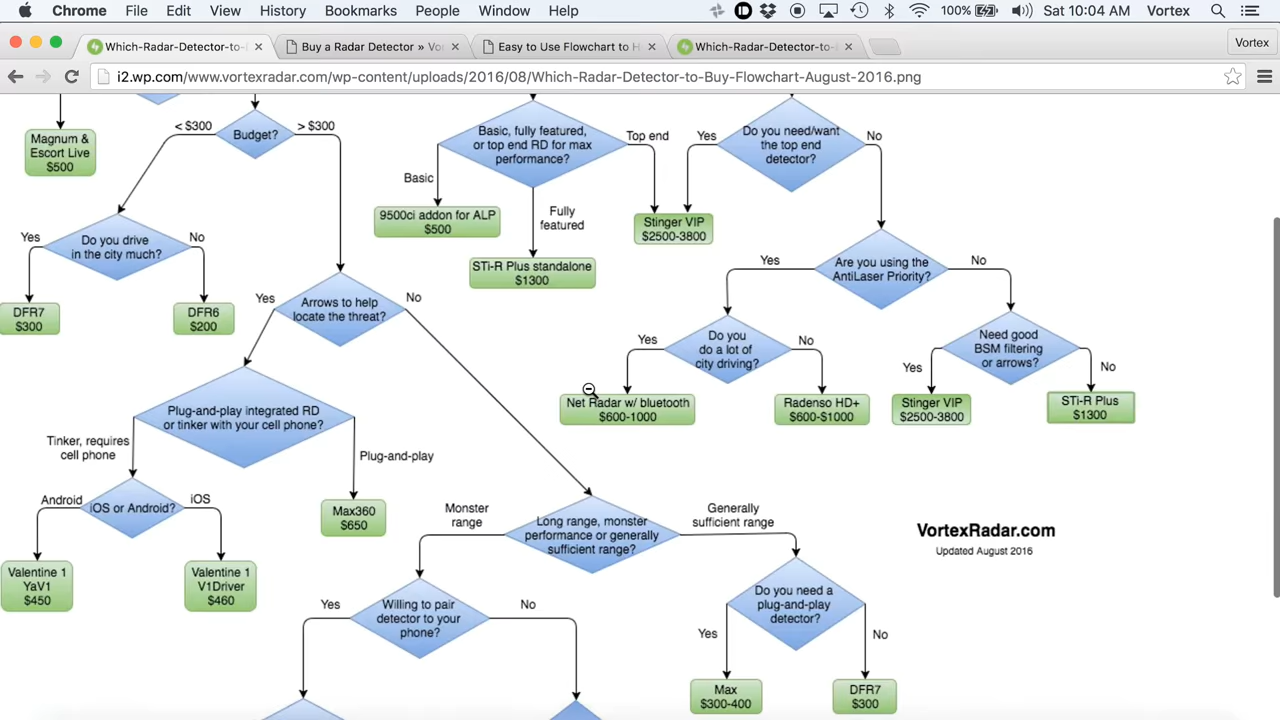 Chrome File Edit View History Bookmarks People Window Help
100% Sat 10:04 AM Vortex
Which-Radar-Detector-to-
Buy a Radar Detector » Vor
Easy to Use Flowchart to H
Which-Radar-Detector-to-
Vortex
i2.wp.com/www.vortexradar.com/wp-content/uploads/2016/08/Which-Radar-Detector-to-Buy-Flowchart-August-2016.png
Magnum &
Escort Live
$500
< $300
Budget?
> $300
Basic, fully featured,
or top end RD for max
performance?
Top end
Basic
Fully
featured
9500ci addon for ALP
$500
STi-R Plus standalone
$1300
Yes
Do you need/want
the top end
detector?
No
Stinger VIP
$2500-3800
Yes
Do you drive
in the city much?
No
DFR7
$300
DFR6
$200
Yes
Arrows to help
locate the threat?
No
Yes
Are you using the
AntiLaser Priority?
No
Yes
Do you
do a lot of
city driving?
No
Need good
BSM filtering
or arrows?
Yes
No
Net Radar w/ bluetooth
$600-1000
Radenso HD+
$600-$1000
Stinger VIP
$2500-3800
STi-R Plus
$1300
Plug-and-play integrated RD
or tinker with your cell phone?
Tinker, requires
cell phone
Plug-and-play
Android
iOS or Android?
iOS
Max360
$650
Valentine 1
YaV1
$450
Valentine 1
V1Driver
$460
Monster
range
Long range, monster
performance or generally
sufficient range?
Generally
sufficient range
VortexRadar.com
Updated August 2016
Yes
Willing to pair
detector to your
phone?
No
Do you need a
plug-and-play
detector?
Yes
No
Max
$300-400
DFR7
$300